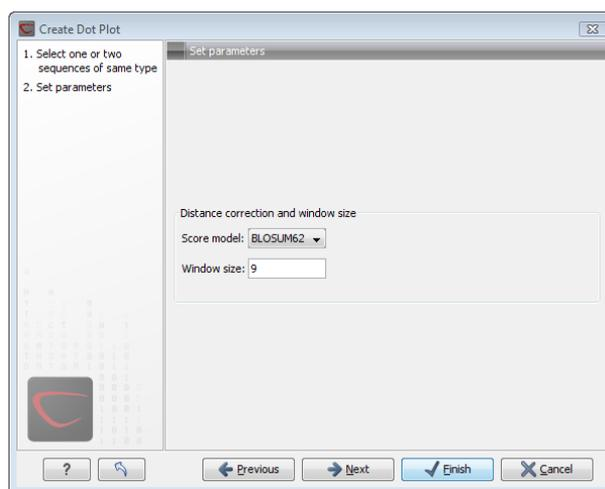 Create Dot Plot
1. Select one or two
sequences of same type
2. Set parameters
Set parameters
Distance correction and window size
Score model: BLOSUM62
Window size: 9
? Previous Next Finish Cancel